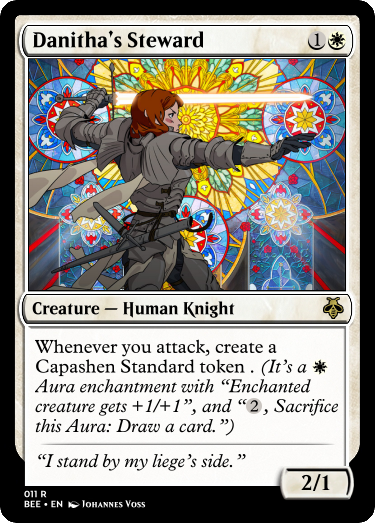 Danitha's Steward 1
Creature — Human Knight
Whenever you attack, create a
Capashen Standard token . (It's a
Aura enchantment with “Enchanted
creature gets +1/+1”, and “2, Sacrifice
this Aura: Draw a card.”)
“I stand by my liege's side.”
2/1
011 R
BEE • EN Johannes Voss